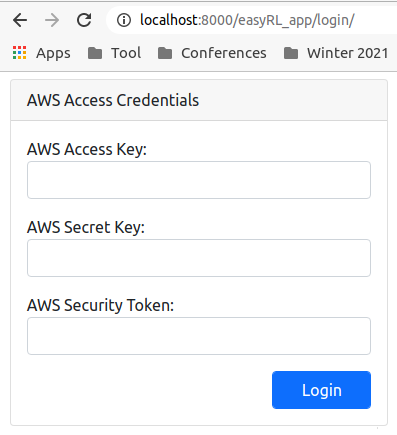 localhost:8000/easyRL_app/login/
Apps Tool Conferences Winter 2021
AWS Access Credentials
AWS Access Key:
AWS Secret Key:
AWS Security Token:
Login